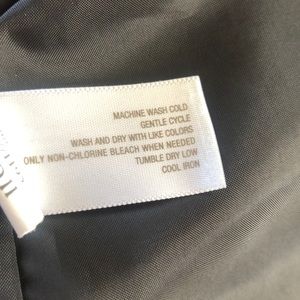 MACHINE WASH COLD
GENTLE CYCLE
WASH AND DRY WITH LIKE COLORS
ONLY NON-CHLORINE BLEACH WHEN NEEDED
TUMBLE DRY LOW
COOL IRON